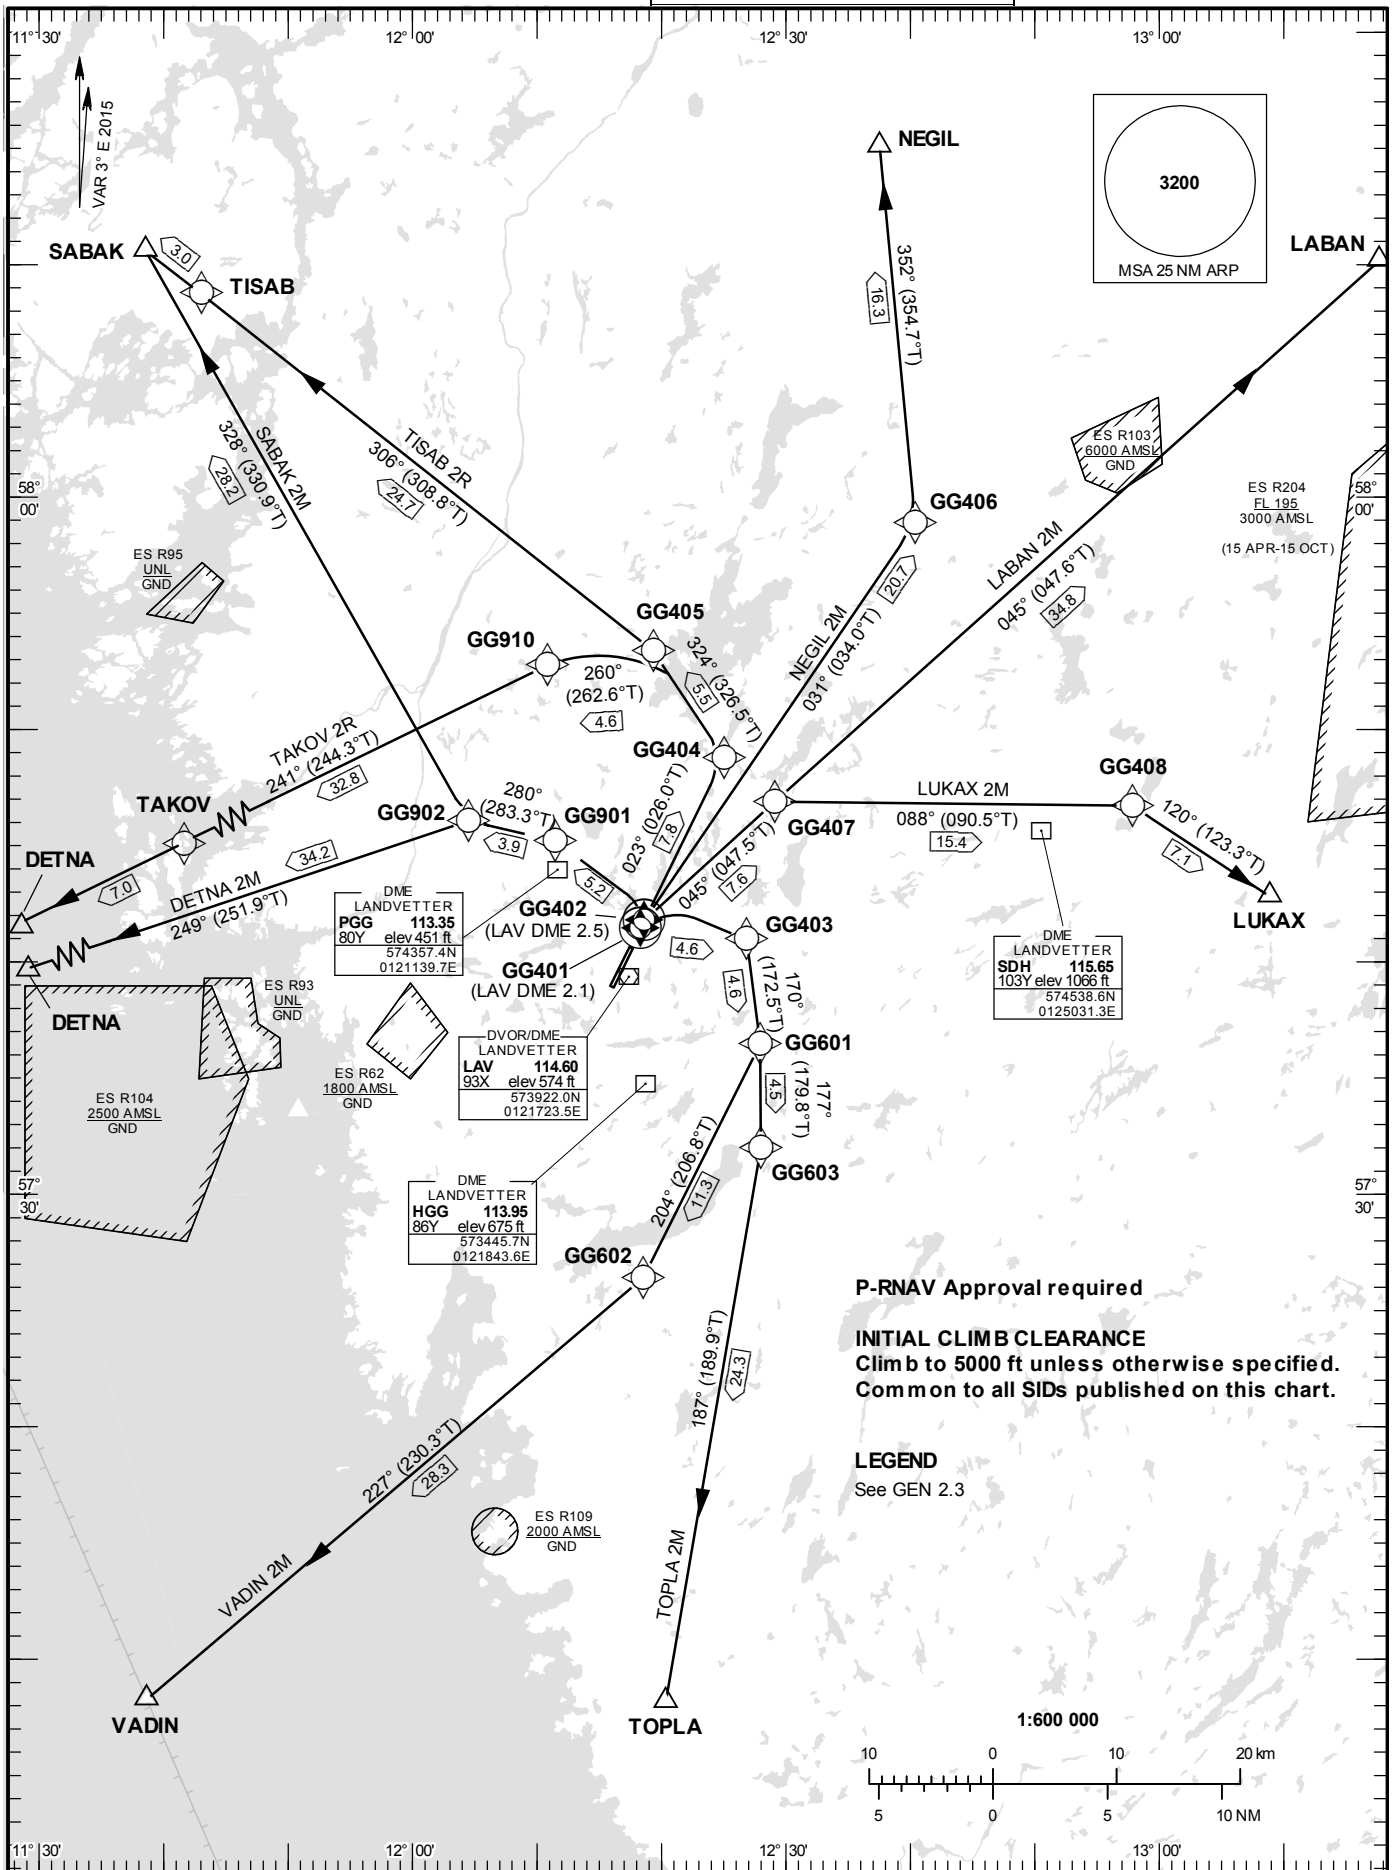 11° 30'
12° 00'
12° 30'
13° 00'
VAR 3° E 2015
NEGIL
3200
MSA 25 NM ARP
LABAN
SABAK
3.0
TISAB
352° (354.7°T)
16.3
SABAK 2M
328° (330.9°T)
28.2
TISAB 2R
306° (308.8°T)
24.7
ES R103
6000 AMSL
GND
58°
00'
ES R204
FL 195
3000 AMSL
(15 APR-15 OCT)
58°
00'
GG406
LABAN 2M
045° (047.6°T)
34.8
ES R95
UNL
GND
20.7
NEGIL 2M
031° (034.0°T)
GG405
GG910
324° (326.5°T)
5.5
260°
(262.6°T)
4.6
TAKOV 2R
241° (244.3°T)
32.8
GG404
GG408
TAKOV
GG902
280°
(283.3°T)
GG901
3.9
023° (026.0°T)
7.8
GG407
LUKAX 2M
088° (090.5°T)
15.4
120° (123.3°T)
7.1
DETNA
7.0
34.2
DETNA 2M
249° (251.9°T)
5.2
045° (047.5°T)
7.6
DME
LANDVETTER
PGG 113.35
80Y elev 451 ft
574357.4N
0121139.7E
GG402
(LAV DME 2.5)
GG403
4.6
LUKAX
GG401
(LAV DME 2.1)
4.6
170°
(172.5°T)
DME
LANDVETTER
SDH 115.65
103Y elev 1066 ft
574538.6N
0125031.3E
DETNA
ES R93
UNL
GND
GG601
DVOR/DME
LANDVETTER
LAV 114.60
93X elev 574 ft
573922.0N
0121723.5E
ES R62
1800 AMSL
GND
ES R104
2500 AMSL
GND
4.5
177°
(179.8°T)
GG603
204° (206.8°T)
11.3
DME
LANDVETTER
HGG 113.95
86Y elev 675 ft
573445.7N
0121843.6E
57°
30'
57°
30'
GG602
P-RNAV Approval required
INITIAL CLIMB CLEARANCE
Climb to 5000 ft unless otherwise specified.
Common to all SIDs published on this chart.
187° (189.9°T)
24.3
227° (230.3°T)
28.3
LEGEND
See GEN 2.3
ES R109
2000 AMSL
GND
VADIN 2M
TOPLA 2M
VADIN
TOPLA
1:600 000
10 0 10 20 km
5 0 5 10 NM
11° 30'
12° 00'
12° 30'
13° 00'